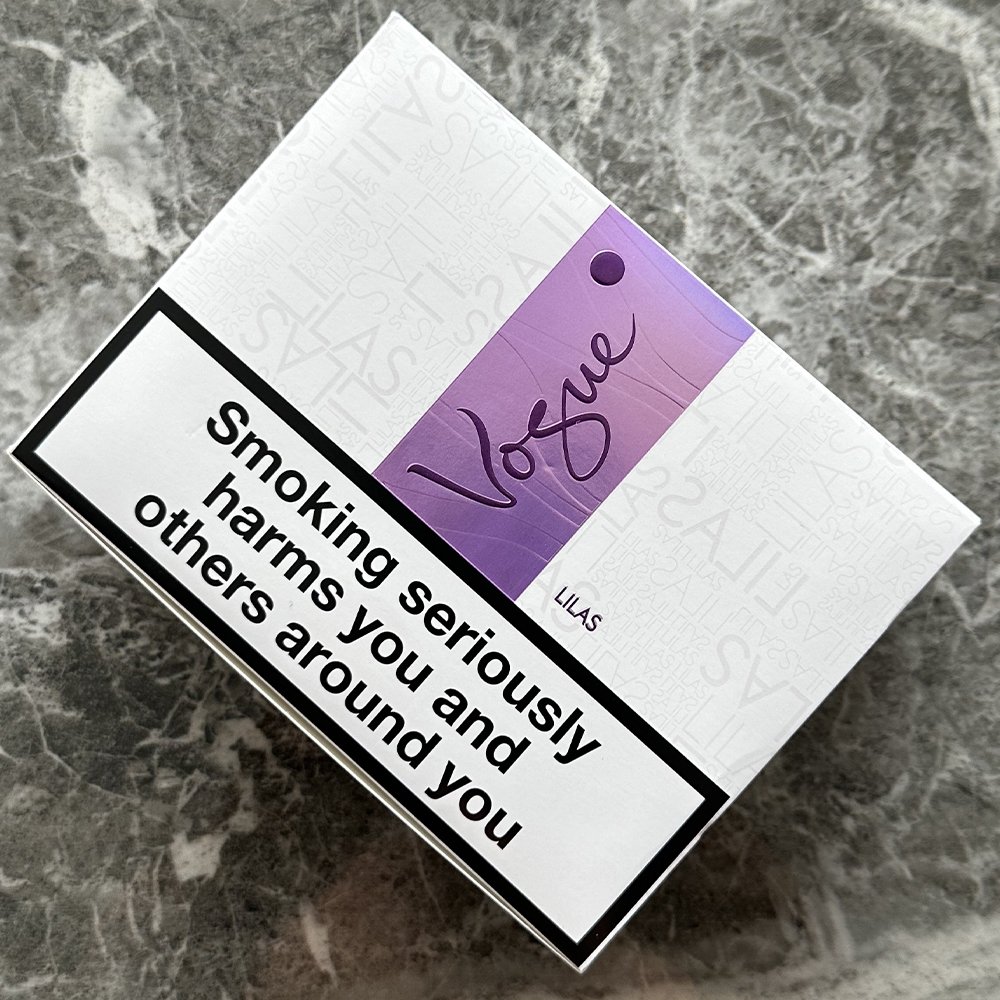 Vogue
LILAS
Smoking seriously
harms you and
others around you